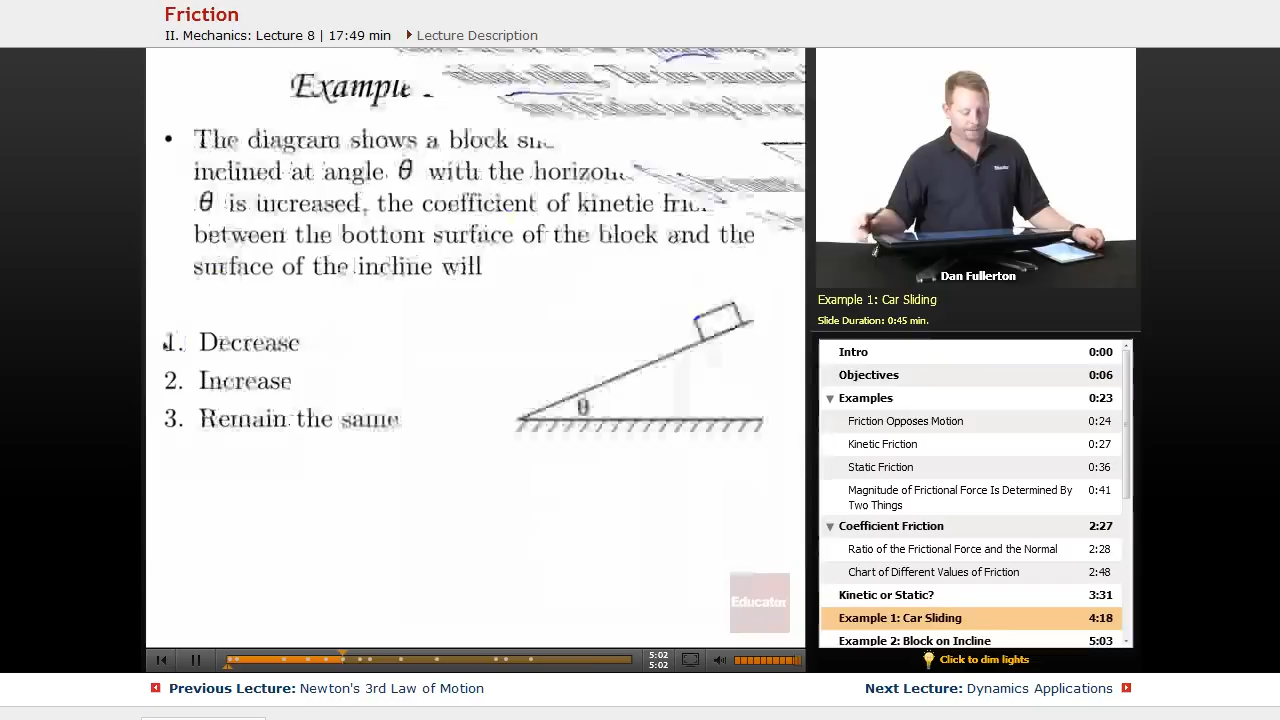 Friction
II. Mechanics: Lecture 8 | 17:49 min
Lecture Description
Example
• The diagram shows a block
inclined at angle θ with the
θ is increased, the coefficient of kinetic
between the bottom surface of the block and the
surface of the incline will
1. Decrease
2. Increase
3. Remain the same
θ
Educator
Dan Fullerton
Example 1: Car Sliding
Slide Duration: 0:45 min.
Intro 0:00
Objectives 0:06
Examples 0:23
Friction Opposes Motion 0:24
Kinetic Friction 0:27
Static Friction 0:36
Magnitude of Frictional Force Is Determined By 0:41
Two Things
Coefficient Friction 2:27
Ratio of the Frictional Force and the Normal 2:28
Chart of Different Values of Friction 2:48
Kinetic or Static? 3:31
Example 1: Car Sliding 4:18
Example 2: Block on Incline 5:03
5:02
5:02
Click to dim lights
Previous Lecture: Newton's 3rd Law of Motion
Next Lecture: Dynamics Applications